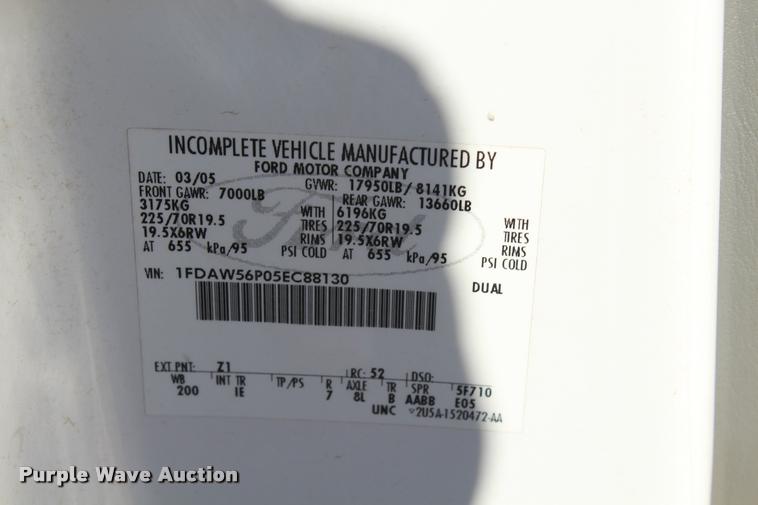 INCOMPLETE VEHICLE MANUFACTURED BY
FORD MOTOR COMPANY
DATE: 03/05 GVWR: 17950LB/8141KG
FRONT GAWR: 7000LB REAR GAWR: 13660LB
3175KG WITH 6196KG WITH
225/70R19.5 TIRES 225/70R19.5 TIRES
19.5X6RW RIMS 19.5X6RW RIMS
AT 655 kPa/95 PSI COLD AT 655 kPa/95 PSI COLD
VIN: 1FDAW56P05EC88130 DUAL
Ford
EXT PNT: Z1 RC: 52 DSO:
WB INT TR TP/PS R AXLE TR SPR 5F710
200 IE 7 8L B AABB E05
UNC 2U5A-1520472-AA
Purple Wave Auction